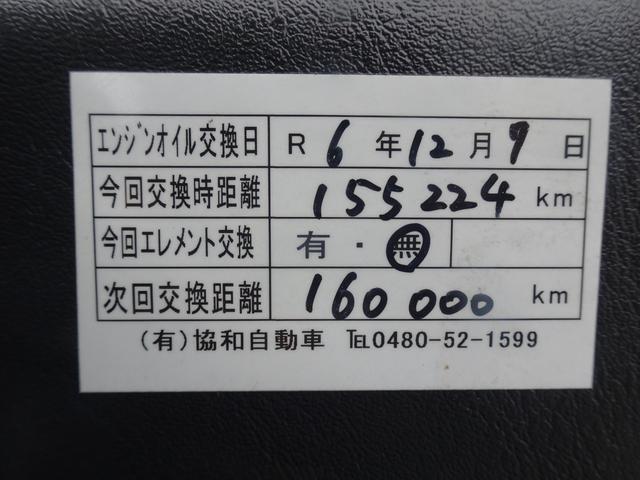 エンジンオイル交換日 R 6 年 12 月 9 日
今回交換時距離 155224 km
今回エレメント交換 有・無
次回交換距離 160000 km
(有)協和自動車 TEL0480-52-1599